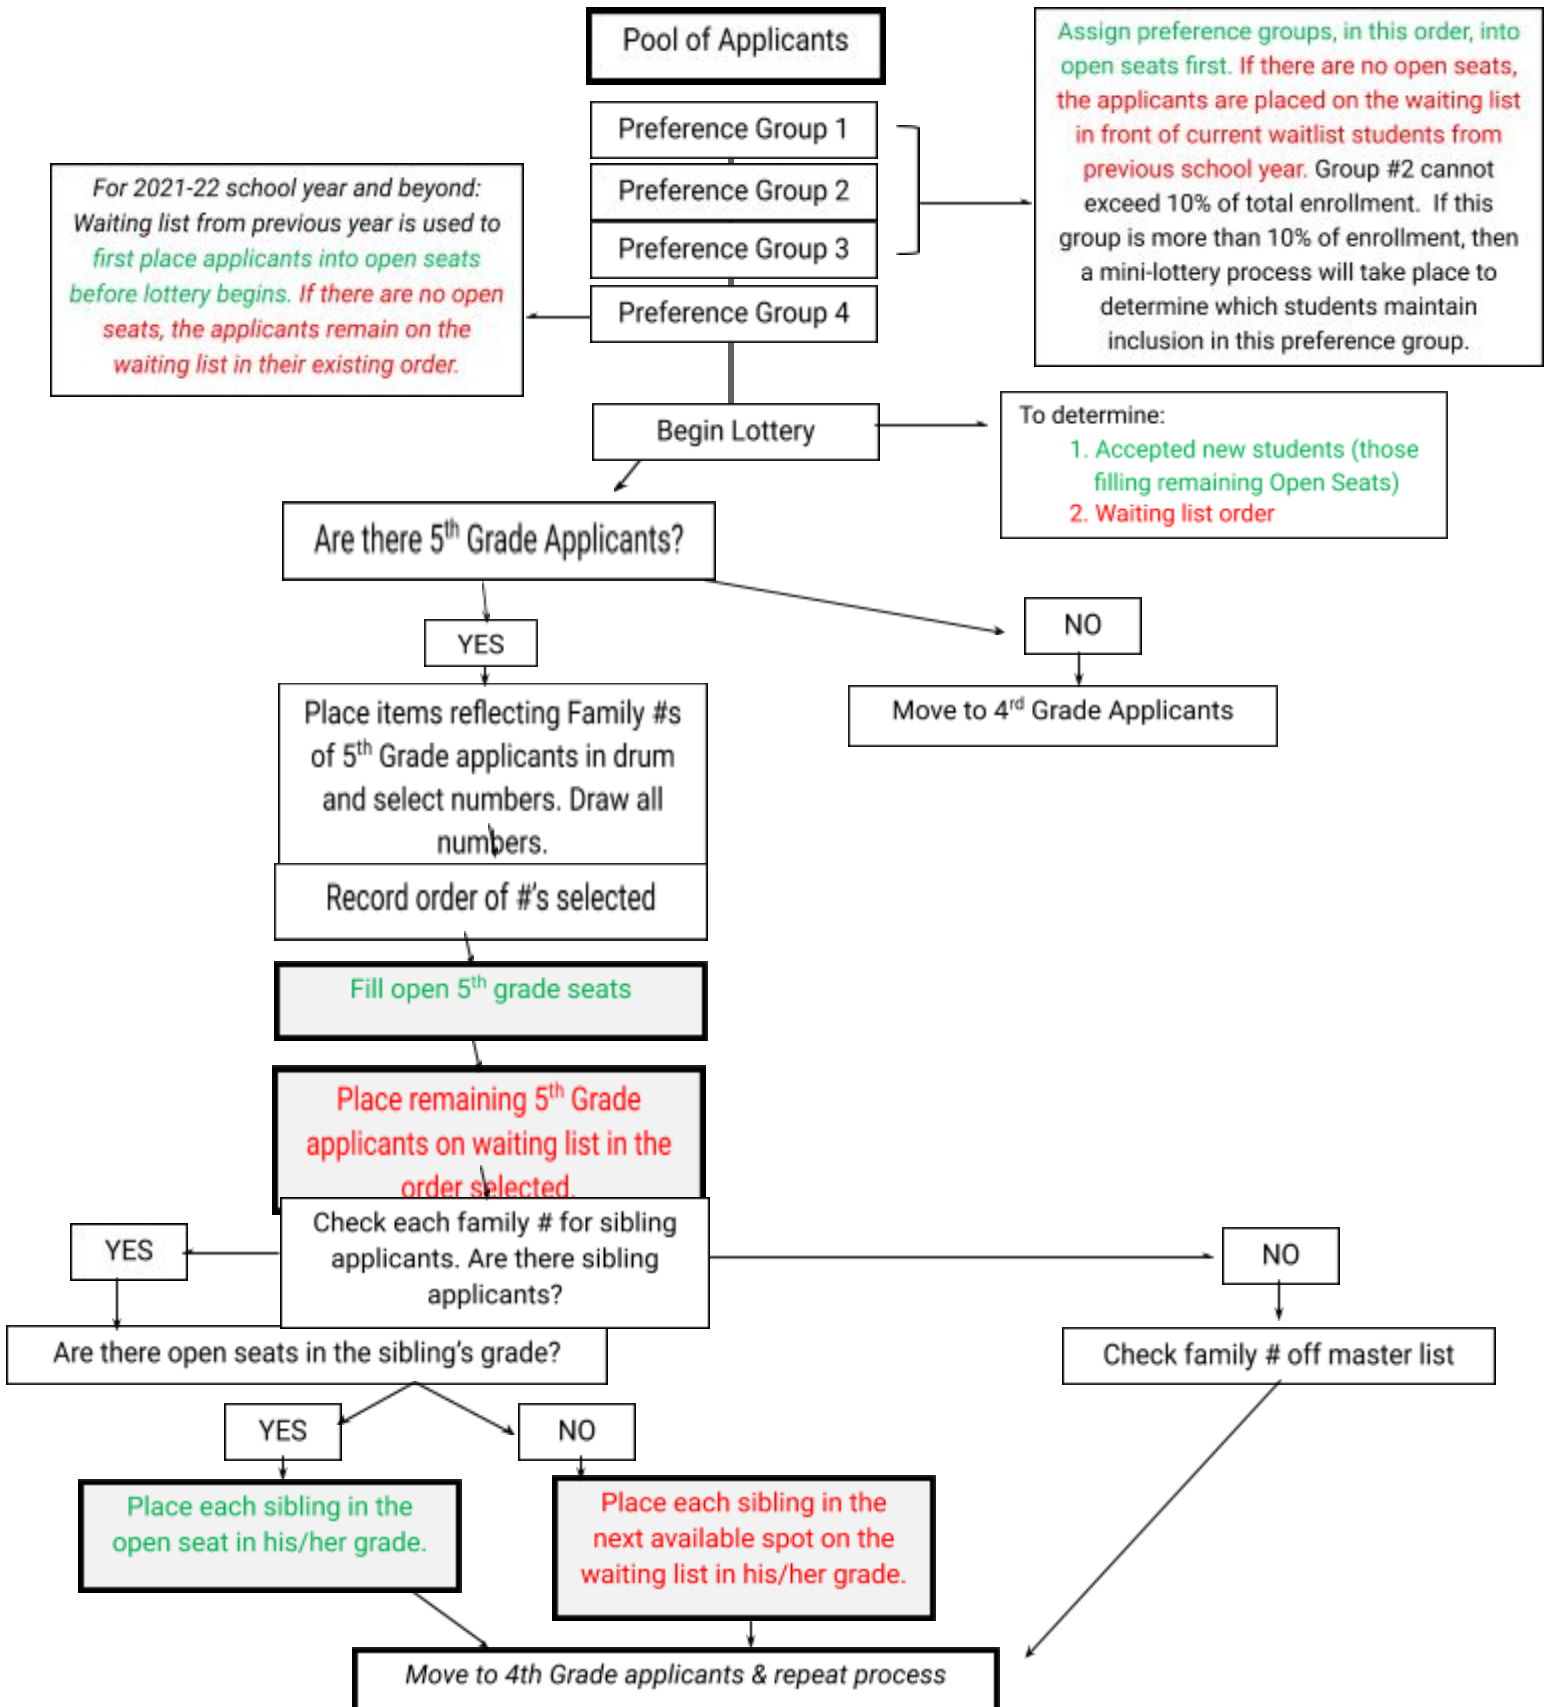 Pool of Applicants
Assign preference groups, in this order, into
open seats first. If there are no open seats,
the applicants are placed on the waiting list
in front of current waitlist students from
previous school year. Group #2 cannot
exceed 10% of total enrollment. If this
group is more than 10% of enrollment, then
a mini-lottery process will take place to
determine which students maintain
inclusion in this preference group.
Preference Group 1
Preference Group 2
Preference Group 3
Preference Group 4
For 2021-22 school year and beyond:
Waiting list from previous year is used to
first place applicants into open seats
before lottery begins. If there are no open
seats, the applicants remain on the
waiting list in their existing order.
Begin Lottery
To determine:
1. Accepted new students (those
filling remaining Open Seats)
2. Waiting list order
Are there 5th Grade Applicants?
YES
NO
Move to 4rd Grade Applicants
Place items reflecting Family #s
of 5th Grade applicants in drum
and select numbers. Draw all
numbers.
Record order of #'s selected
Fill open 5th grade seats
Place remaining 5th Grade
applicants on waiting list in the
order selected.
Check each family # for sibling
applicants. Are there sibling
applicants?
YES
NO
Are there open seats in the sibling's grade?
Check family # off master list
YES
NO
Place each sibling in the
open seat in his/her grade.
Place each sibling in the
next available spot on the
waiting list in his/her grade.
Move to 4th Grade applicants & repeat process